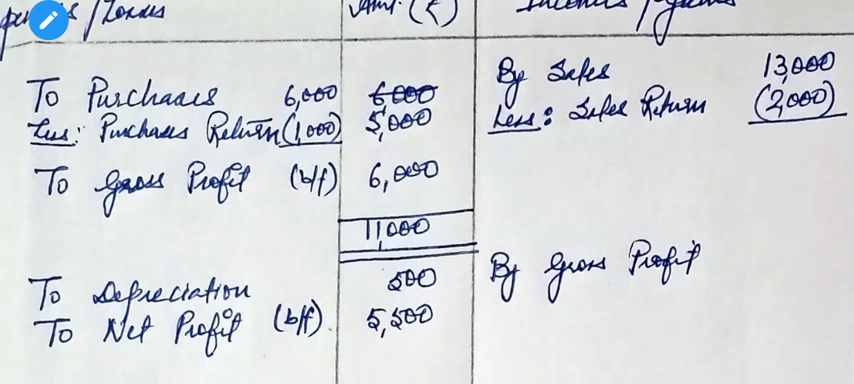 /Losses Amt. (₹)
By Sales 13,000
To Purchases 6,000 6,000
Less: Purchases Return (1,000) 5,000
Less: Sales Return (2,000)
To Gross Profit (b/f) 6,000
11,000
By Gross Profit
To Depreciation 500
To Net Profit (b/f) 5,500